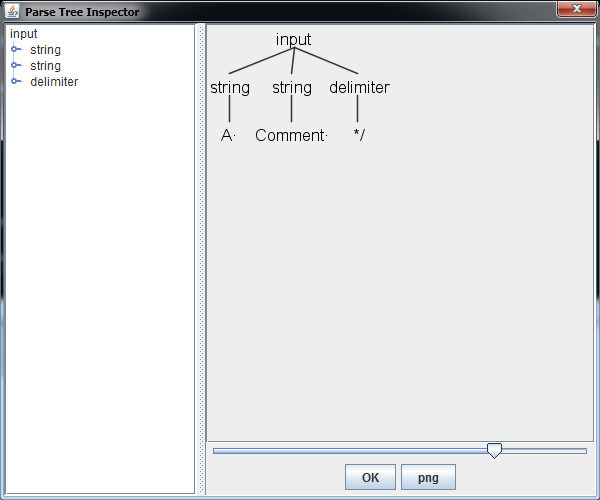 Parse Tree Inspector
input
string
string
delimiter
input
string string delimiter
A· Comment· */
OK png